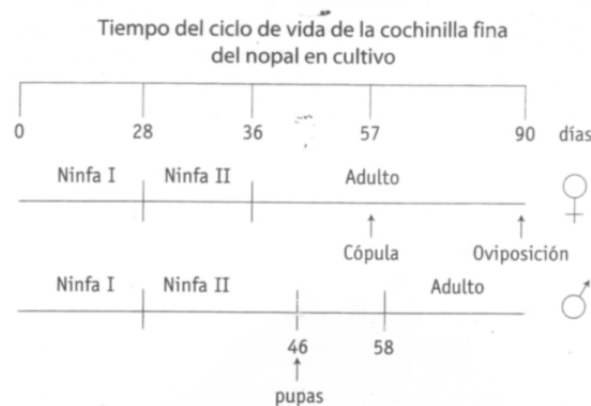 Tiempo del ciclo de vida de la cochinilla fina
del nopal en cultivo
0 28 36 57 90 días
Ninfa I Ninfa II Adulto
Cópula Oviposición
Ninfa I Ninfa II Adulto
46 58
pupas